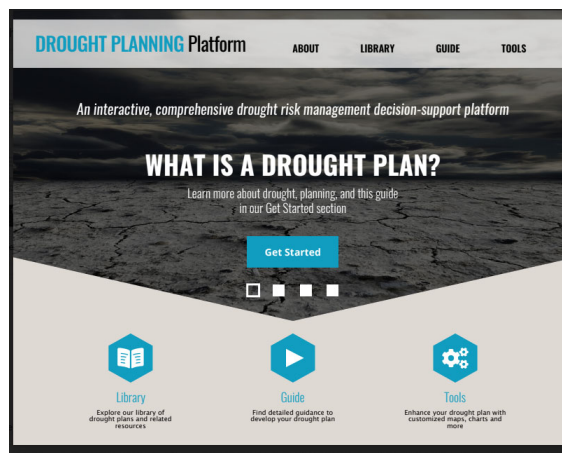 DROUGHT PLANNING Platform
ABOUT LIBRARY GUIDE TOOLS
An interactive, comprehensive drought risk management decision-support platform
WHAT IS A DROUGHT PLAN?
Learn more about drought, planning, and this guide
in our Get Started section
Get Started
Library
Explore our library of
drought plans and related
resources
Guide
Find detailed guidance to
develop your drought plan
Tools
Enhance your drought plan with
customized maps, charts and
more